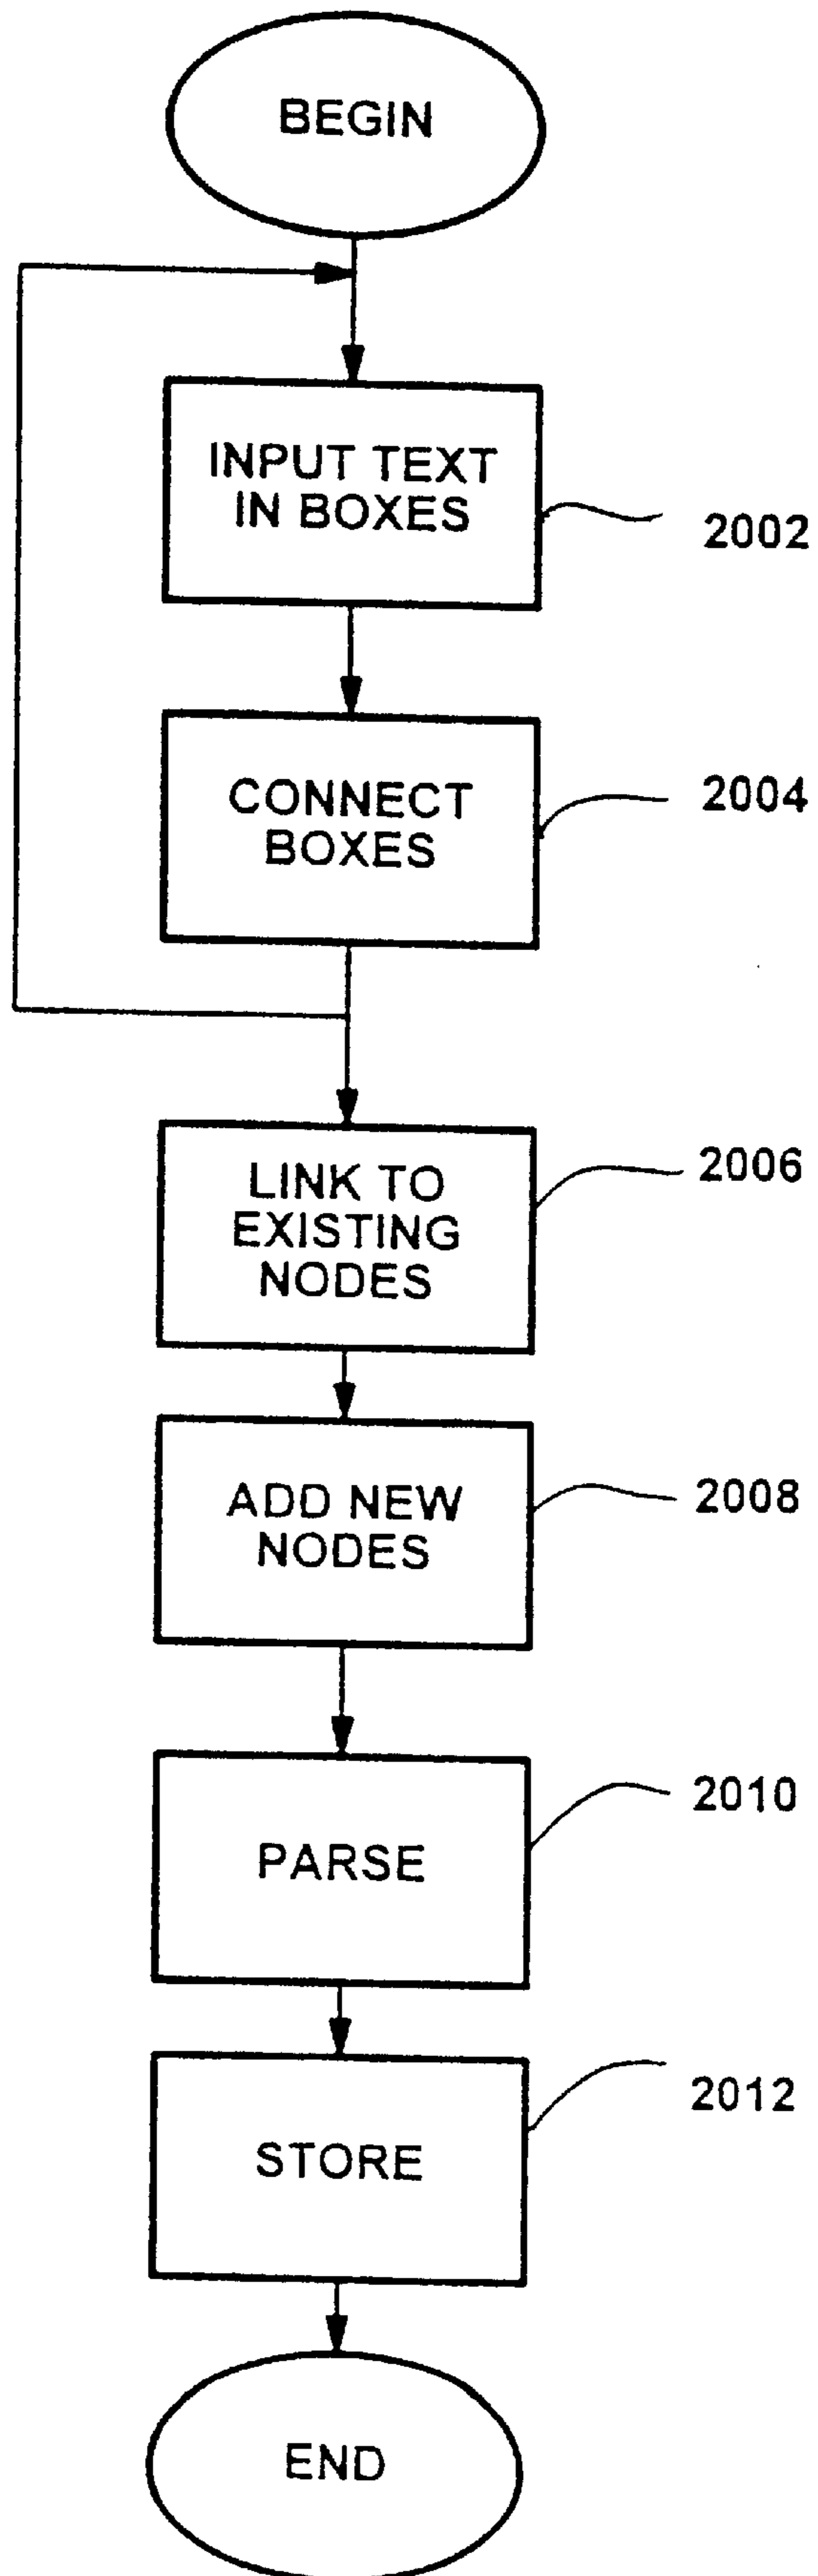 BEGIN
INPUT TEXT
IN BOXES
2002
CONNECT
BOXES
2004
LINK TO
EXISTING
NODES
2006
ADD NEW
NODES
2008
PARSE
2010
STORE
2012
END